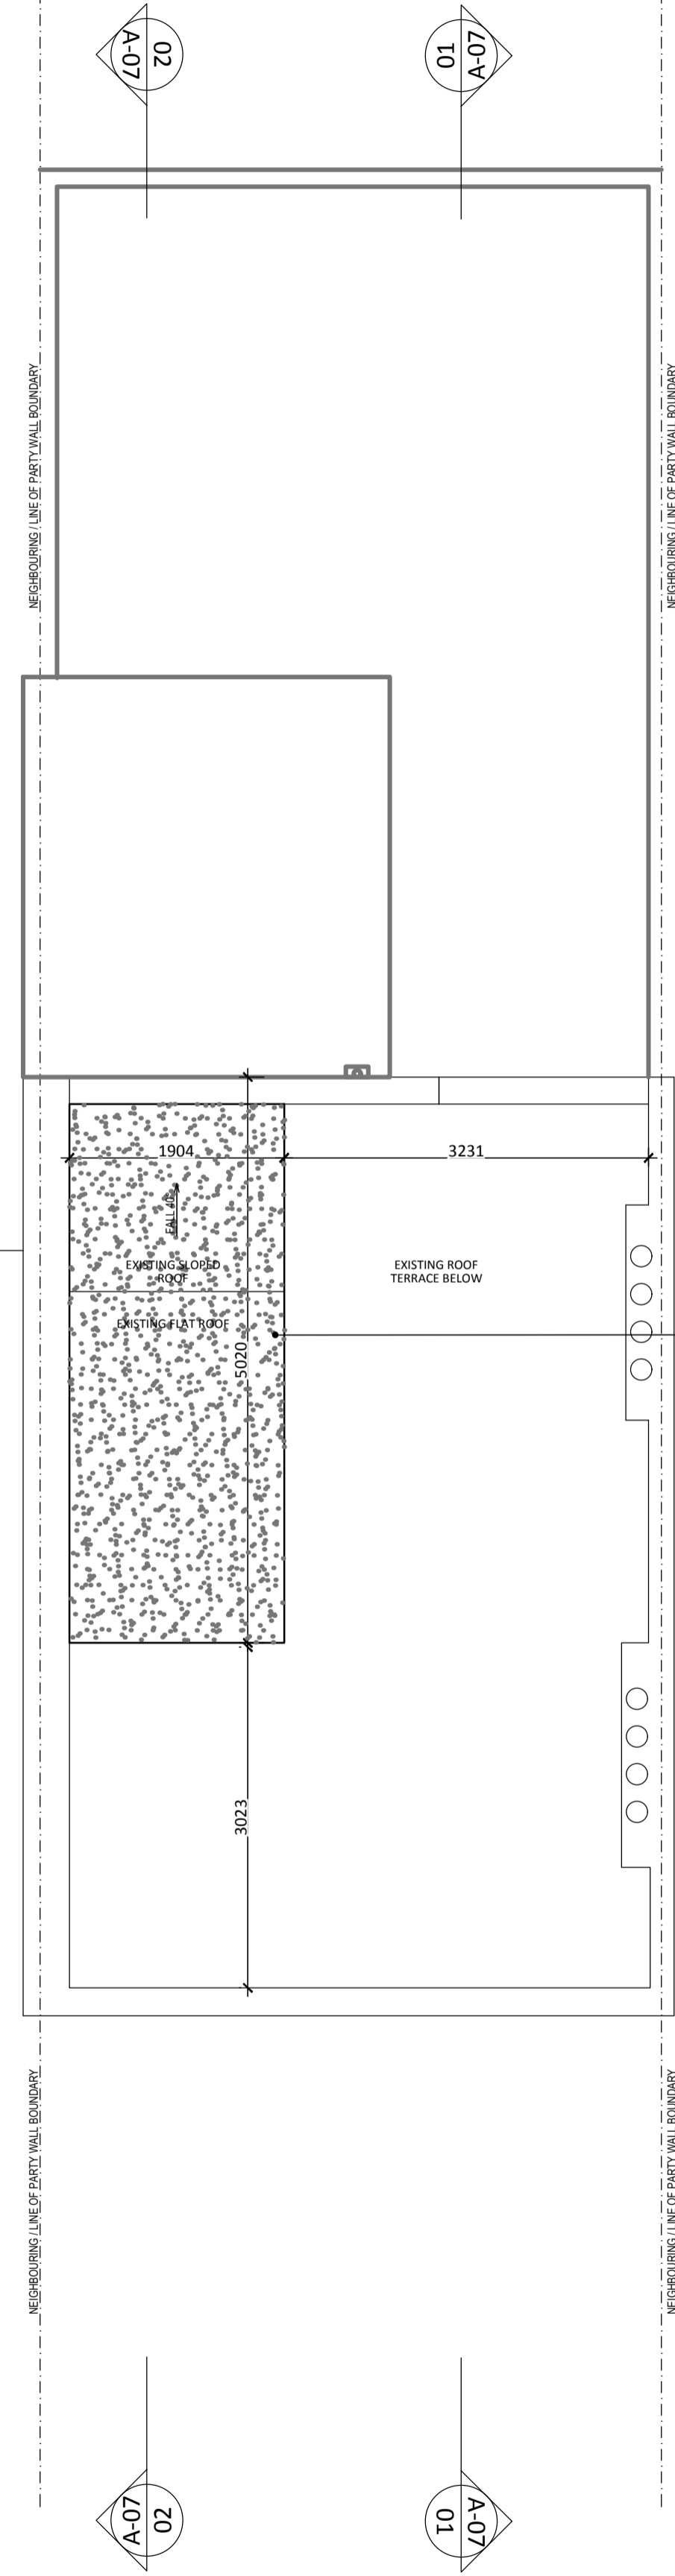 02
A-07
01
A-07
NEIGHBOURING / LINE OF PARTY WALL BOUNDARY
NEIGHBOURING / LINE OF PARTY WALL BOUNDARY
1904
3231
FALL 40°
EXISTING SLOPED
ROOF
EXISTING ROOF
TERRACE BELOW
EXISTING FLAT ROOF
5020
3023
NEIGHBOURING / LINE OF PARTY WALL BOUNDARY
NEIGHBOURING / LINE OF PARTY WALL BOUNDARY
A-07
02
A-07
01